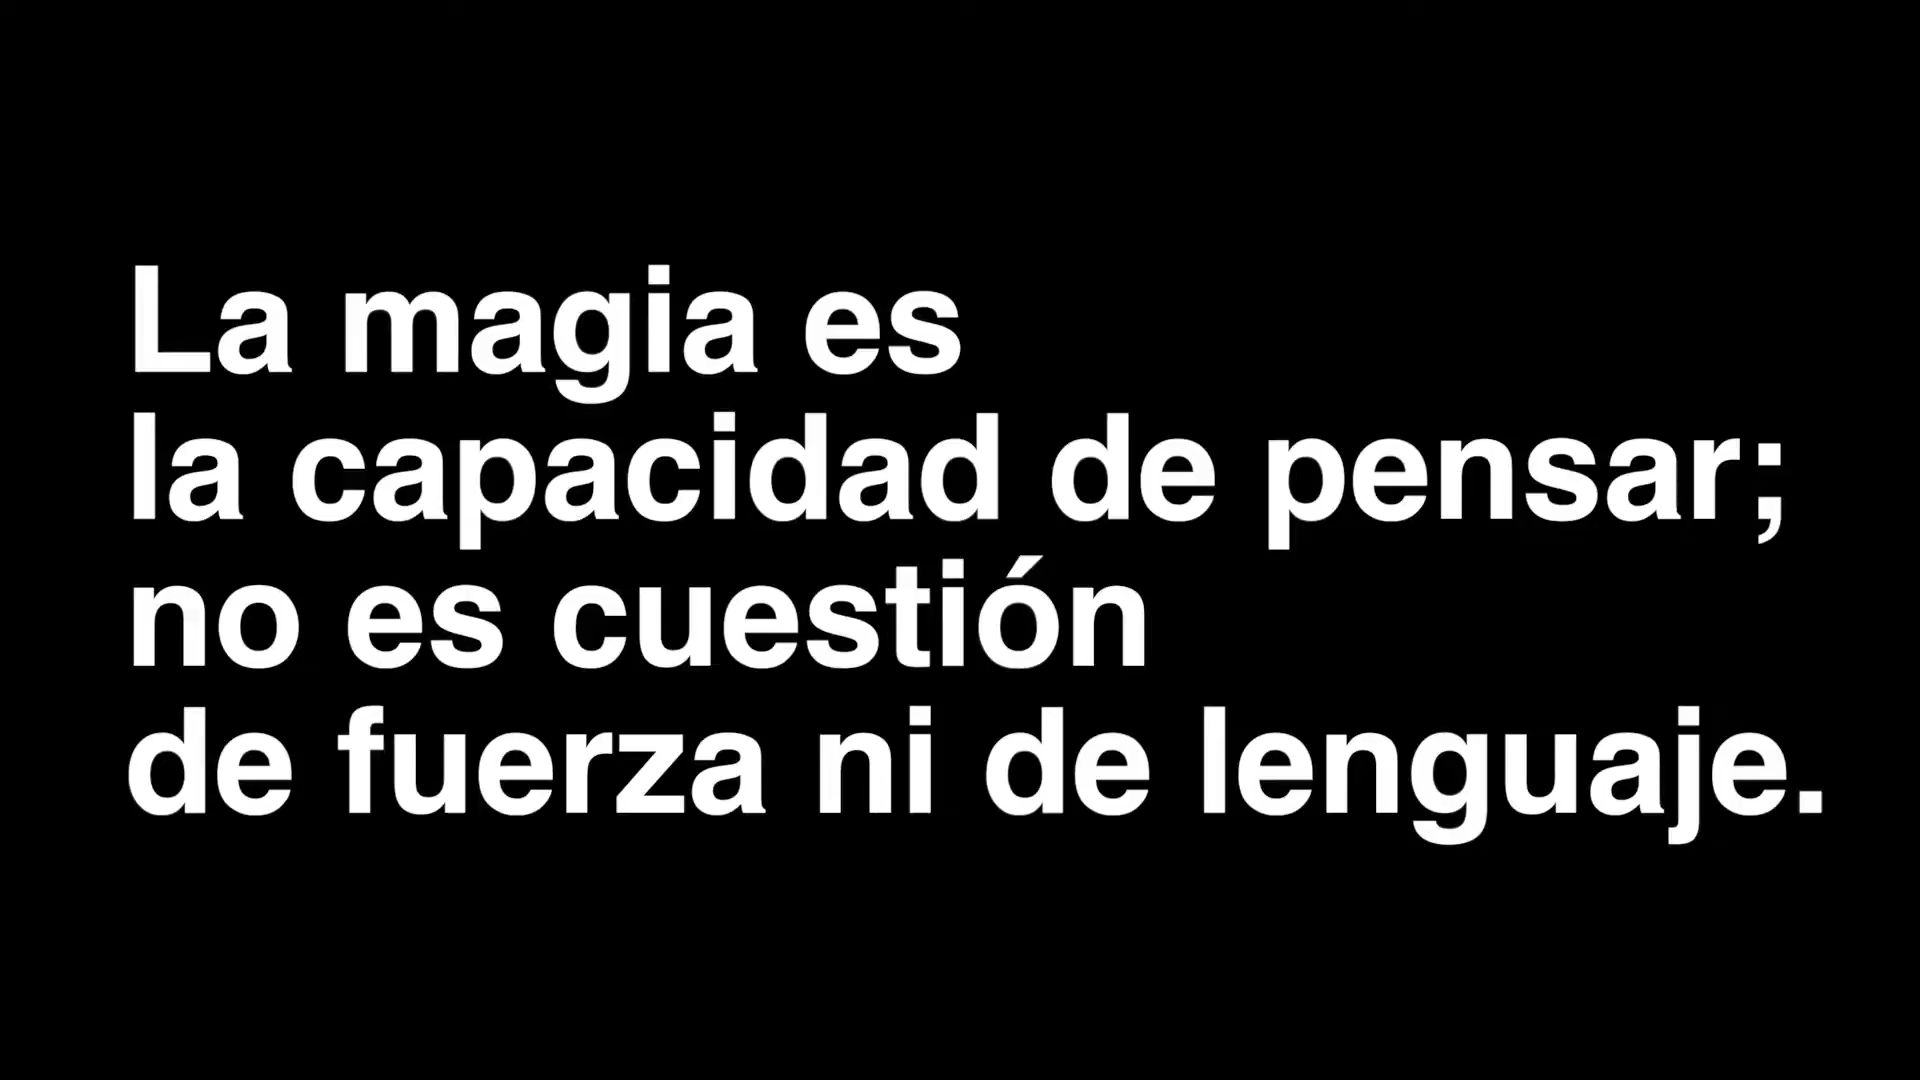 La magia es
la capacidad de pensar;
no es cuestión
de fuerza ni de lenguaje.